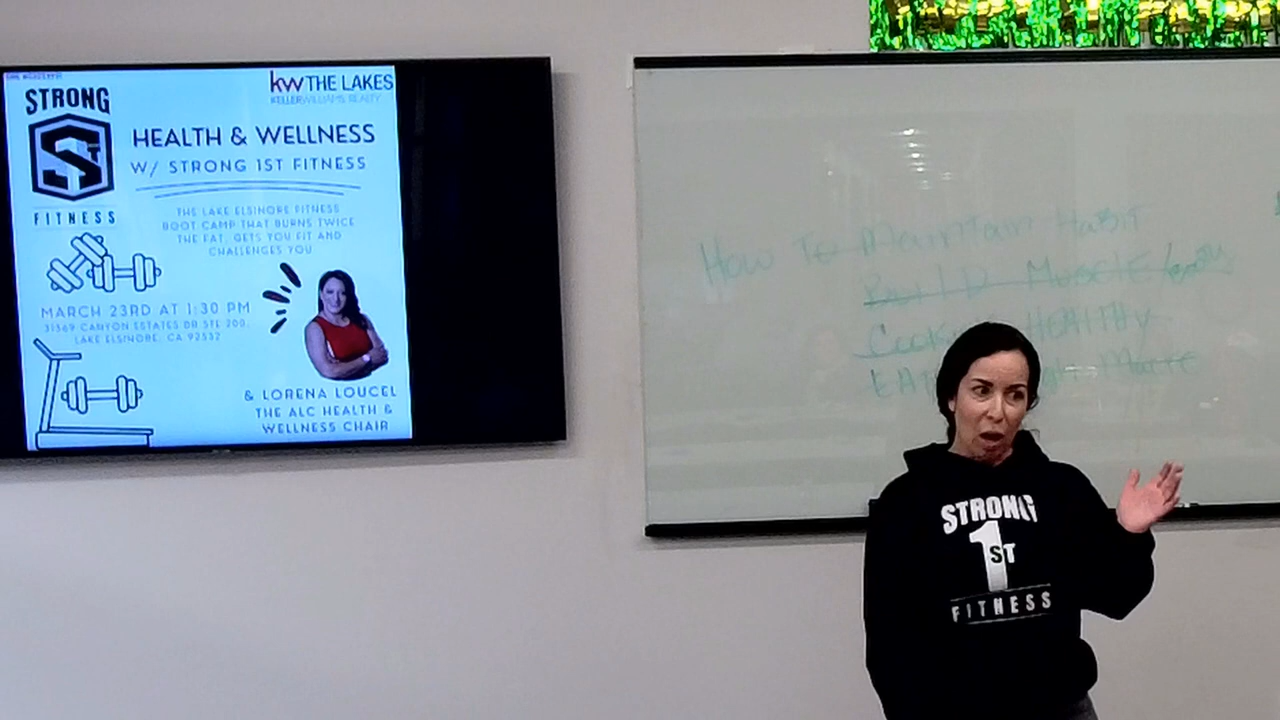 STRONG
S
T
FITNESS
kw THE LAKES
KELLERWILLIAMS REALTY
HEALTH & WELLNESS
W/ STRONG 1ST FITNESS
THE LAKE ELSINORE FITNESS
BOOT CAMP THAT BURNS TWICE
THE FAT, GETS YOU FIT AND
CHALLENGES YOU
MARCH 23RD AT 1:30 PM
31569 CANYON ESTATES DR STE 200,
LAKE ELSINORE, CA 92532
& LORENA LOUCEL
THE ALC HEALTH &
WELLNESS CHAIR
How To Maintain Habit
BuilD Muscle/
HEAlTHy
EAT
STRONG
1ST
FITNESS